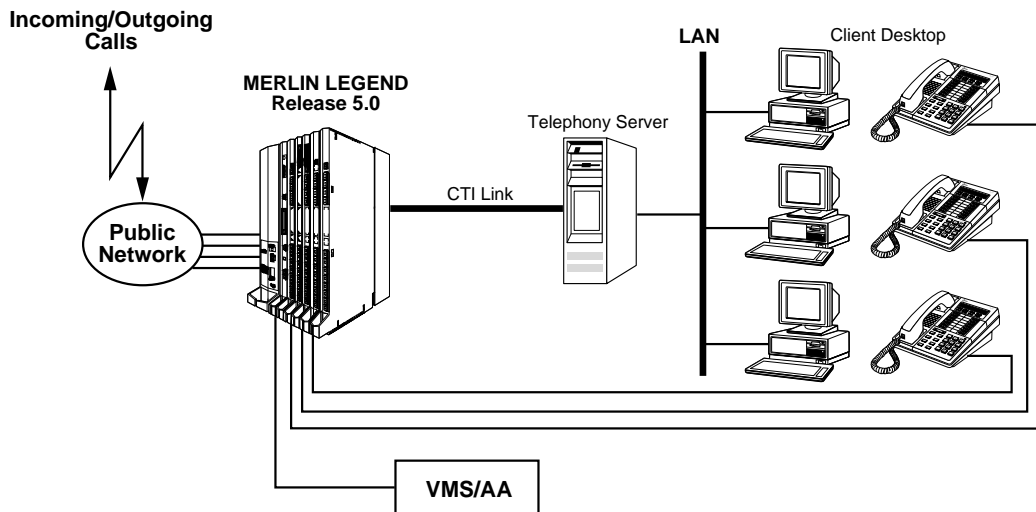 Incoming/Outgoing
Calls
MERLIN LEGEND
Release 5.0
LAN
Client Desktop
Telephony Server
CTI Link
Public
Network
VMS/AA